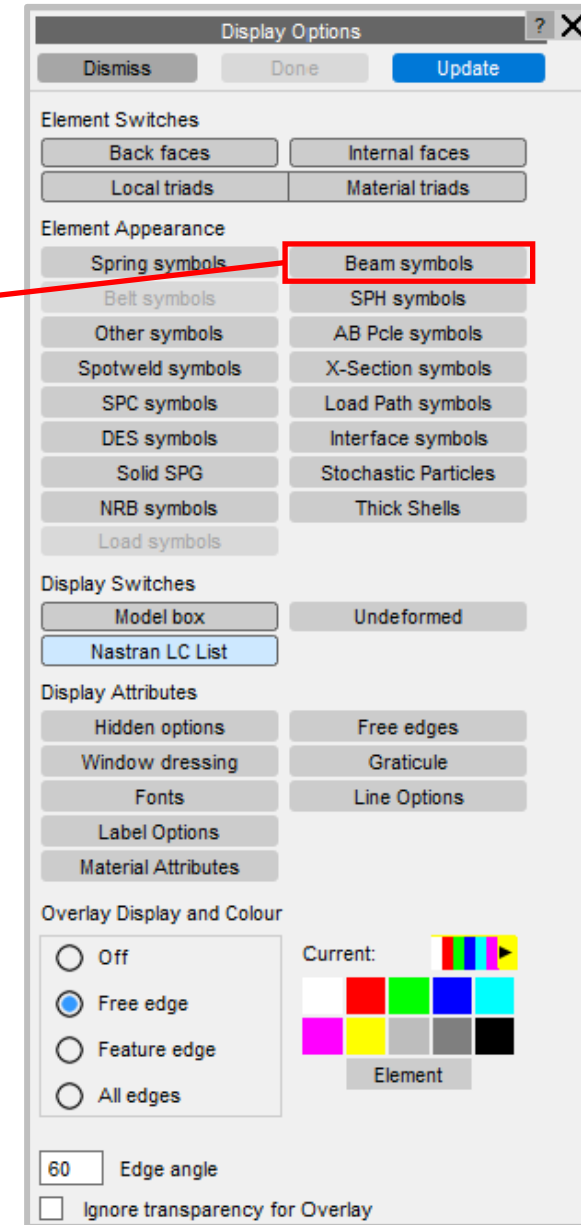 Display Options ? X
Dismiss Done Update
Element Switches
Back faces Internal faces
Local triads Material triads
Element Appearance
Spring symbols Beam symbols
Belt symbols SPH symbols
Other symbols AB Pcle symbols
Spotweld symbols X-Section symbols
SPC symbols Load Path symbols
DES symbols Interface symbols
Solid SPG Stochastic Particles
NRB symbols Thick Shells
Load symbols
Display Switches
Model box Undeformed
Nastran LC List
Display Attributes
Hidden options Free edges
Window dressing Graticule
Fonts Line Options
Label Options
Material Attributes
Overlay Display and Colour
Off Current:
Free edge
Feature edge
Element
All edges
60 Edge angle
Ignore transparency for Overlay